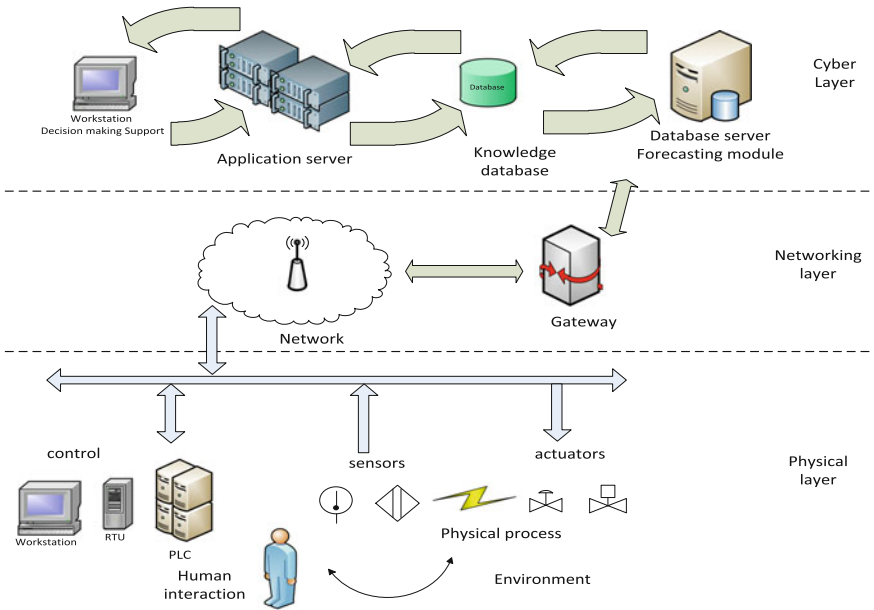 Cyber
Layer
Database
Workstation
Decision making Support
Application server
Knowledge
database
Database server
Forecasting module
Networking
layer
Gateway
Network
control
sensors
actuators
Physical
layer
Workstation
RTU
PLC
Physical process
Human
interaction
Environment